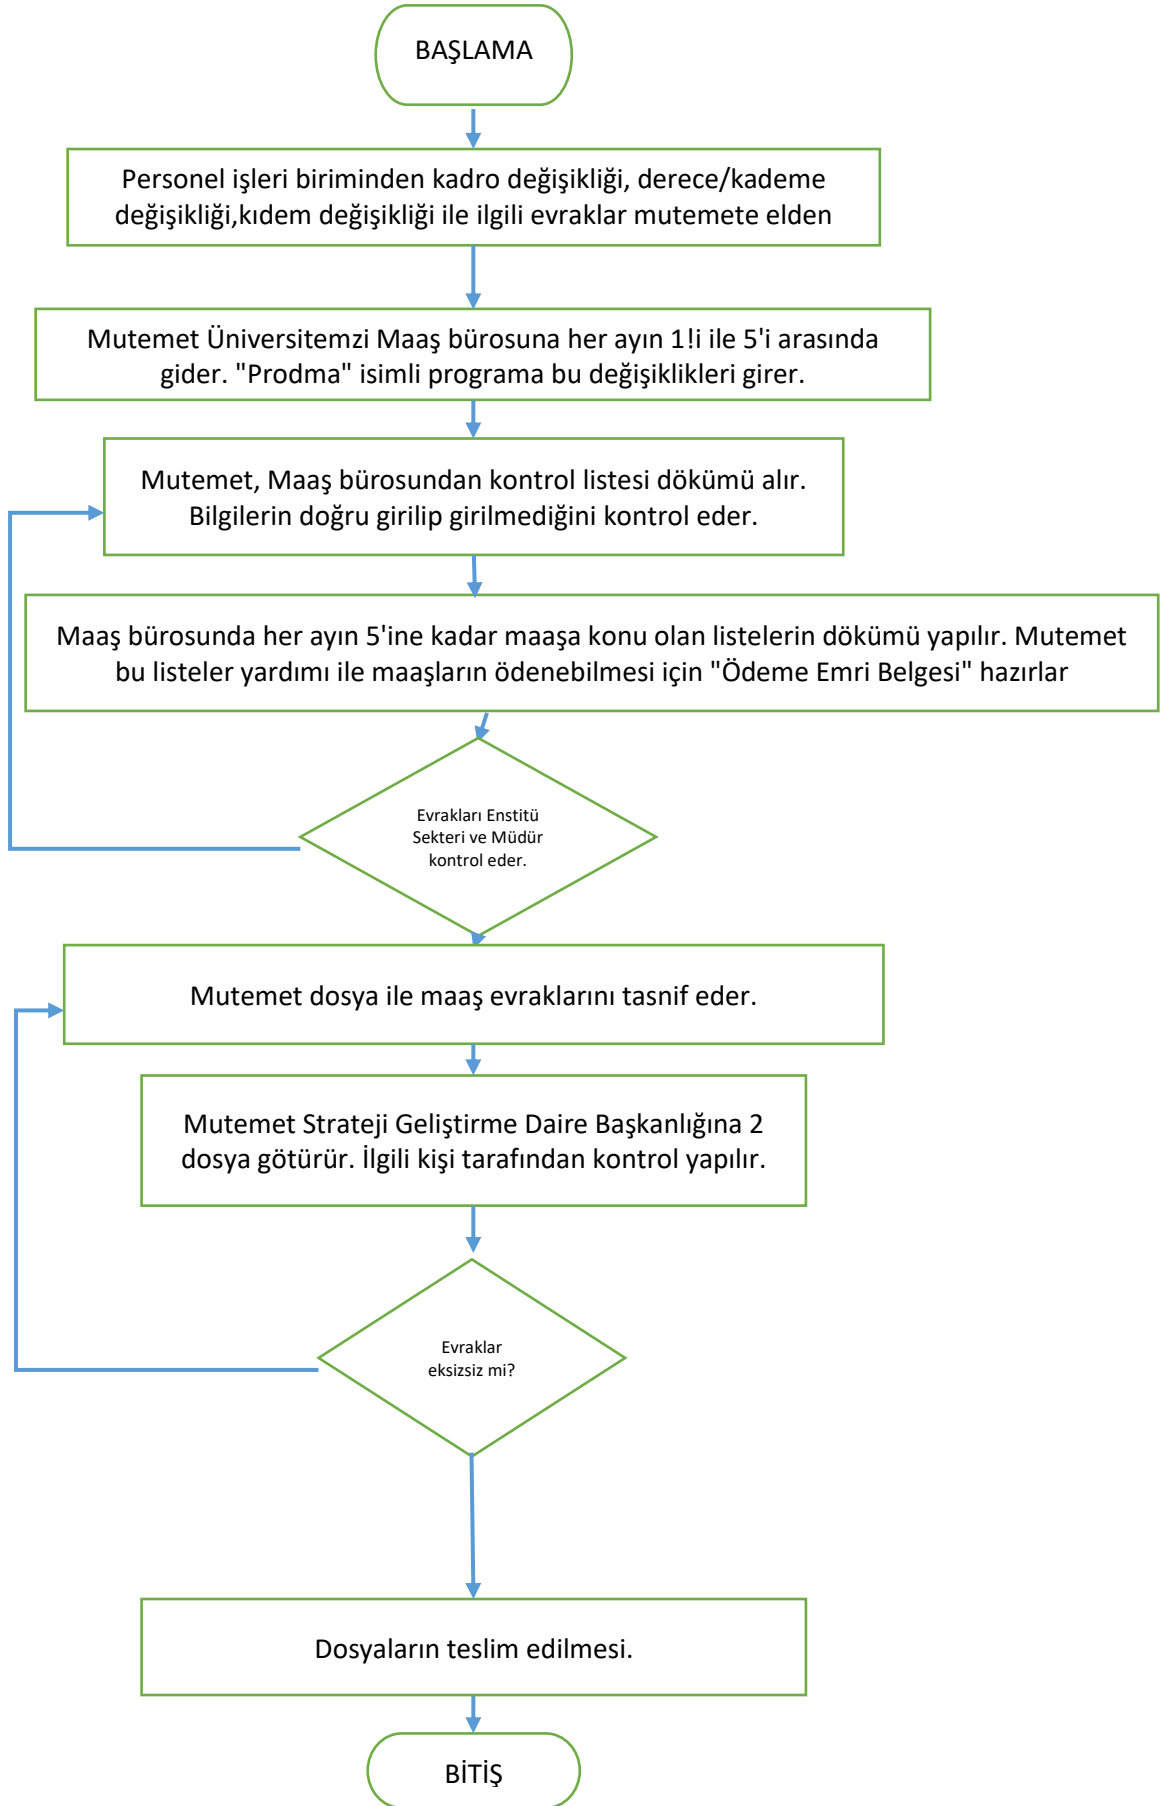 BAŞLAMA
Personel işleri biriminden kadro değişikliği, derece/kademe
değişikliği,kıdem değişikliği ile ilgili evraklar mutemete elden
Mutemet Üniversitemzi Maaş bürosuna her ayın 1!i ile 5'i arasında
gider. "Prodma" isimli programa bu değişiklikleri girer.
Mutemet, Maaş bürosundan kontrol listesi dökümü alır.
Bilgilerin doğru girilip girilmediğini kontrol eder.
Maaş bürosunda her ayın 5'ine kadar maaşa konu olan listelerin dökümü yapılır. Mutemet
bu listeler yardımı ile maaşların ödenebilmesi için "Ödeme Emri Belgesi" hazırlar
Evrakları Enstitü
Sekteri ve Müdür
kontrol eder.
Mutemet dosya ile maaş evraklarını tasnif eder.
Mutemet Strateji Geliştirme Daire Başkanlığına 2
dosya götürür. İlgili kişi tarafından kontrol yapılır.
Evraklar
eksizsiz mi?
Dosyaların teslim edilmesi.
BİTİŞ